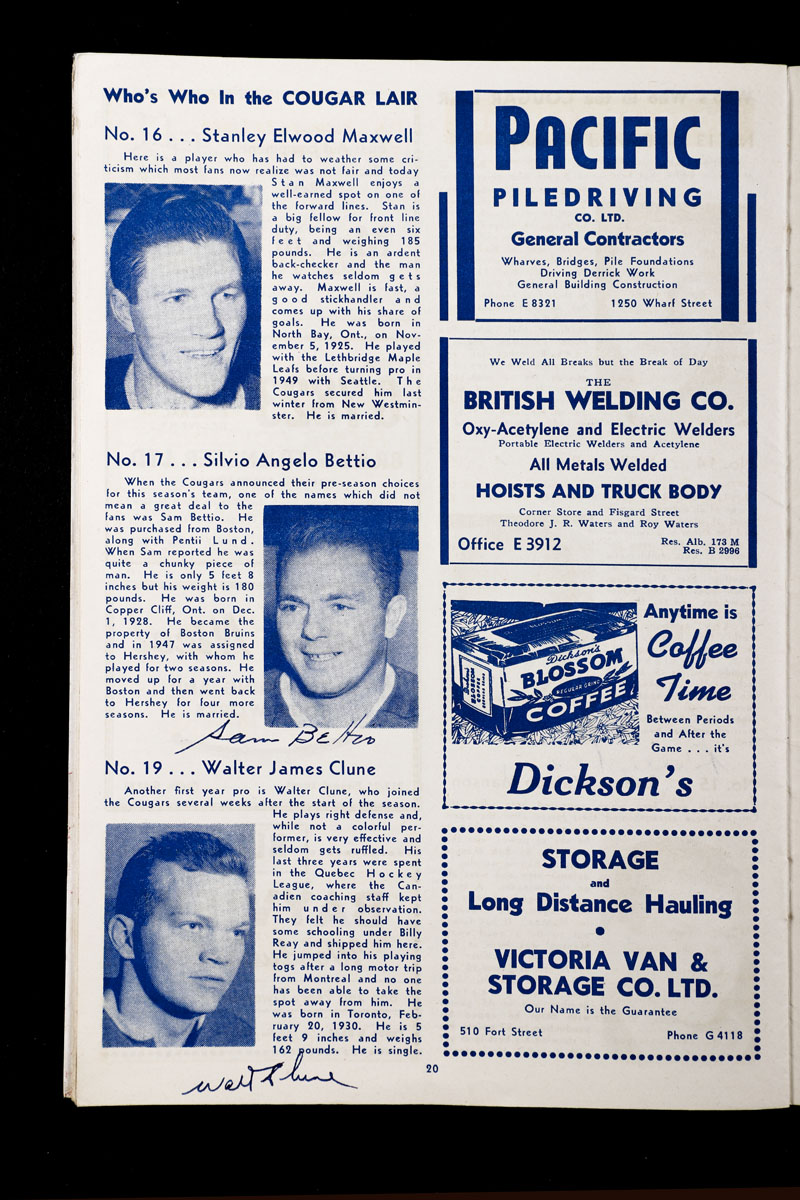 Who's Who In the COUGAR LAIR
No. 16 . . . Stanley Elwood Maxwell
Here is a player who has had to weather some cri-
ticism which most fans now realize was not fair and today
Stan Maxwell enjoys a
well-earned spot on one of
the forward lines. Stan is
a big fellow for front line
duty, being an even six
feet and weighing 185
pounds. He is an ardent
back-checker and the man
he watches seldom gets
away. Maxwell is fast, a
good stickhandler and
comes up with his share of
goals. He was born in
North Bay, Ont., on Nov-
ember 5, 1925. He played
with the Lethbridge Maple
Leafs before turning pro in
1949 with Seattle. The
Cougars secured him last
winter from New Westmin-
ster. He is married.
No. 17 . . . Silvio Angelo Bettio
When the Cougars announced their pre-season choices
for this season's team, one of the names which did not
mean a great deal to the
fans was Sam Bettio. He
was purchased from Boston,
along with Pentii Lund.
When Sam reported he was
quite a chunky piece of
man. He is only 5 feet 8
inches but his weight is 180
pounds. He was born in
Copper Cliff, Ont. on Dec.
1, 1928. He became the
property of Boston Bruins
and in 1947 was assigned
to Hershey, with whom he
played for two seasons. He
moved up for a year with
Boston and then went back
to Hershey for four more
seasons. He is married.
Sam Bettio
No. 19 . . . Walter James Clune
Another first year pro is Walter Clune, who joined
the Cougars several weeks after the start of the season.
He plays right defense and,
while not a colorful per-
former, is very effective and
seldom gets ruffled. His
last three years were spent
in the Quebec Hockey
League, where the Can-
adien coaching staff kept
him under observation.
They felt he should have
some schooling under Billy
Reay and shipped him here.
He jumped into his playing
togs after a long motor trip
from Montreal and no one
has been able to take the
spot away from him. He
was born in Toronto, Feb-
ruary 20, 1930. He is 5
feet 9 inches and weighs
162 pounds. He is single.
Walt Clune
20
PACIFIC
PILEDRIVING
CO. LTD.
General Contractors
Wharves, Bridges, Pile Foundations
Driving Derrick Work
General Building Construction
Phone E 8321 1250 Wharf Street
We Weld All Breaks but the Break of Day
THE
BRITISH WELDING CO.
Oxy-Acetylene and Electric Welders
Portable Electric Welders and Acetylene
All Metals Welded
HOISTS AND TRUCK BODY
Corner Store and Fisgard Street
Theodore J. R. Waters and Roy Waters
Office E 3912
Res. Alb. 173 M
Res. B 2996
Dickson's
BLOSSOM
REGULAR GRIND
COFFEE
Anytime is
Coffee
Time
Between Periods
and After the
Game . . . it's
Dickson's
STORAGE
and
Long Distance Hauling
•
VICTORIA VAN &
STORAGE CO. LTD.
Our Name is the Guarantee
510 Fort Street Phone G 4118